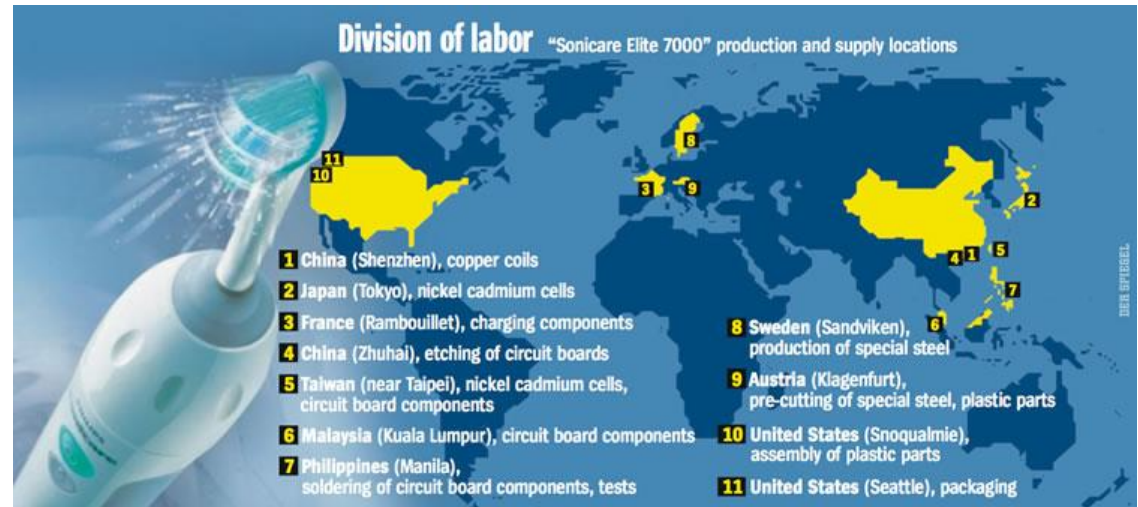 Division of labor "Sonicare Elite 7000" production and supply locations
11
10
8
3
9
2
4 1 5
7
6
1 China (Shenzhen), copper coils
2 Japan (Tokyo), nickel cadmium cells
3 France (Rambouillet), charging components
4 China (Zhuhai), etching of circuit boards
5 Taiwan (near Taipei), nickel cadmium cells,
circuit board components
6 Malaysia (Kuala Lumpur), circuit board components
7 Philippines (Manila),
soldering of circuit board components, tests
8 Sweden (Sandviken),
production of special steel
9 Austria (Klagenfurt),
pre-cutting of special steel, plastic parts
10 United States (Snoqualmie),
assembly of plastic parts
11 United States (Seattle), packaging
DER SPIEGEL